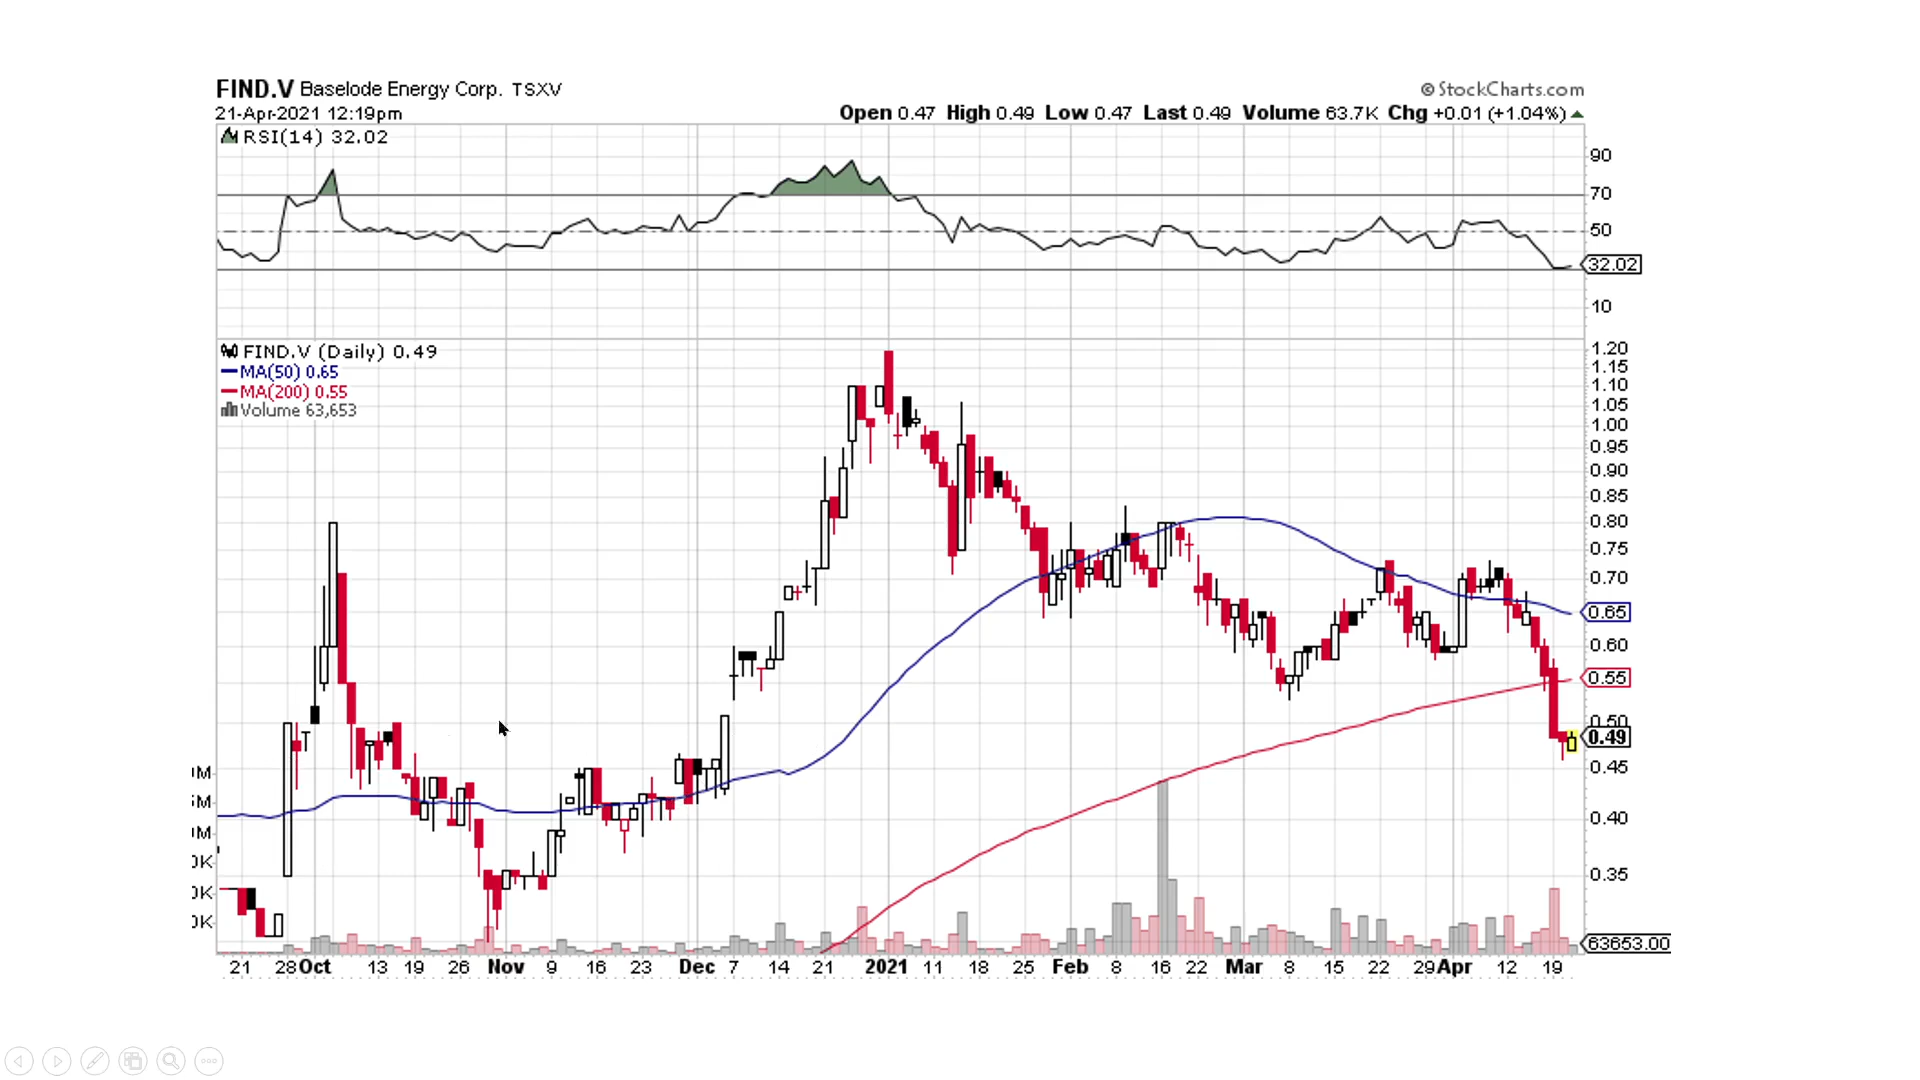 FIND.V Baselode Energy Corp. TSXV
© StockCharts.com
21-Apr-2021 12:19pm
Open 0.47 High 0.49 Low 0.47 Last 0.49 Volume 63.7K Chg +0.01 (+1.04%)
RSI(14) 32.02
90
70
50
32.02
10
FIND.V (Daily) 0.49
MA(50) 0.65
MA(200) 0.55
Volume 63,653
1.20
1.15
1.10
1.05
1.00
0.95
0.90
0.85
0.80
0.75
0.70
0.65
0.60
0.55
0.50
0.49
0.45
0.40
0.35
63653.00
21 28 Oct 13 19 26 Nov 9 16 23 Dec 7 14 21 2021 11 18 25 Feb 8 16 22 Mar 8 15 22 29 Apr 12 19